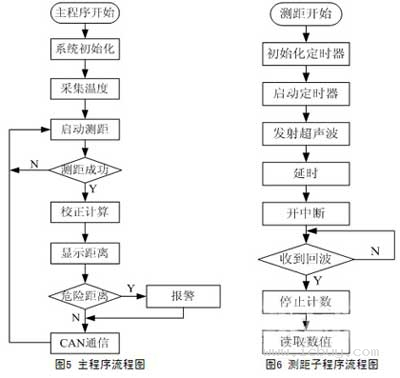 主程序开始
系统初始化
采集温度
启动测距
测距成功
N
Y
校正计算
显示距离
危险距离
Y
报警
N
CAN通信
图5 主程序流程图
测距开始
初始化定时器
启动定时器
发射超声波
延时
开中断
收到回波
N
Y
停止计数
读取数值
图6 测距子程序流程图